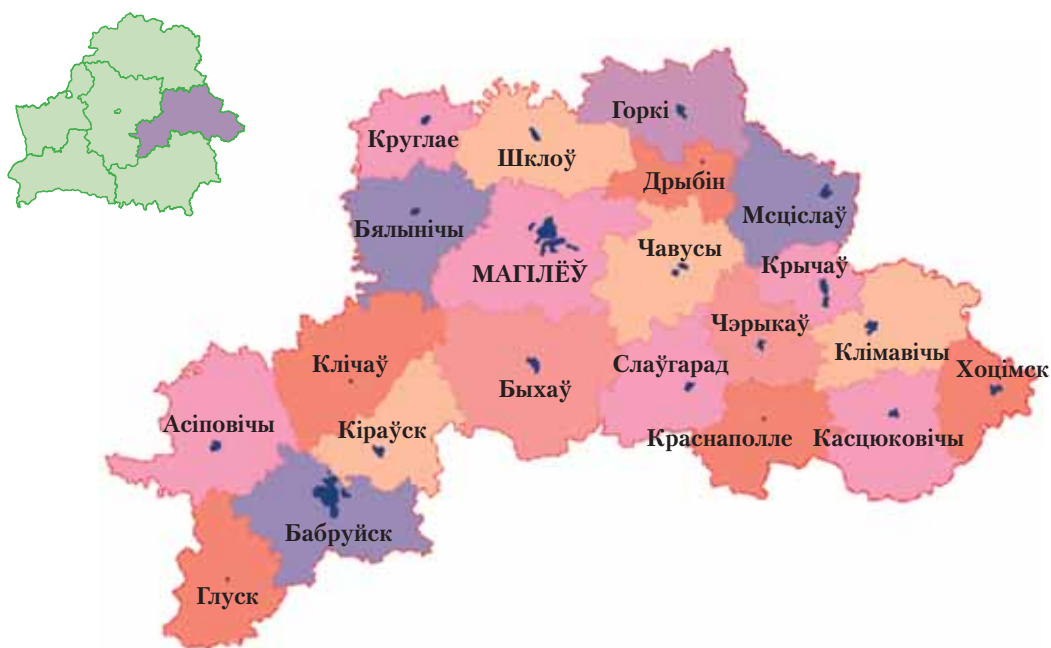 Горкі
Круглае
Шклоў
Дрыбін
Мсціслаў
Бялынічы
Чавусы
МАГІЛЁЎ
Крычаў
Чэрыкаў
Клімавічы
Клічаў
Слаўгарад
Хоцімск
Быхаў
Асіповічы
Кіраўск
Краснаполле
Касцюковічы
Бабруйск
Глуск